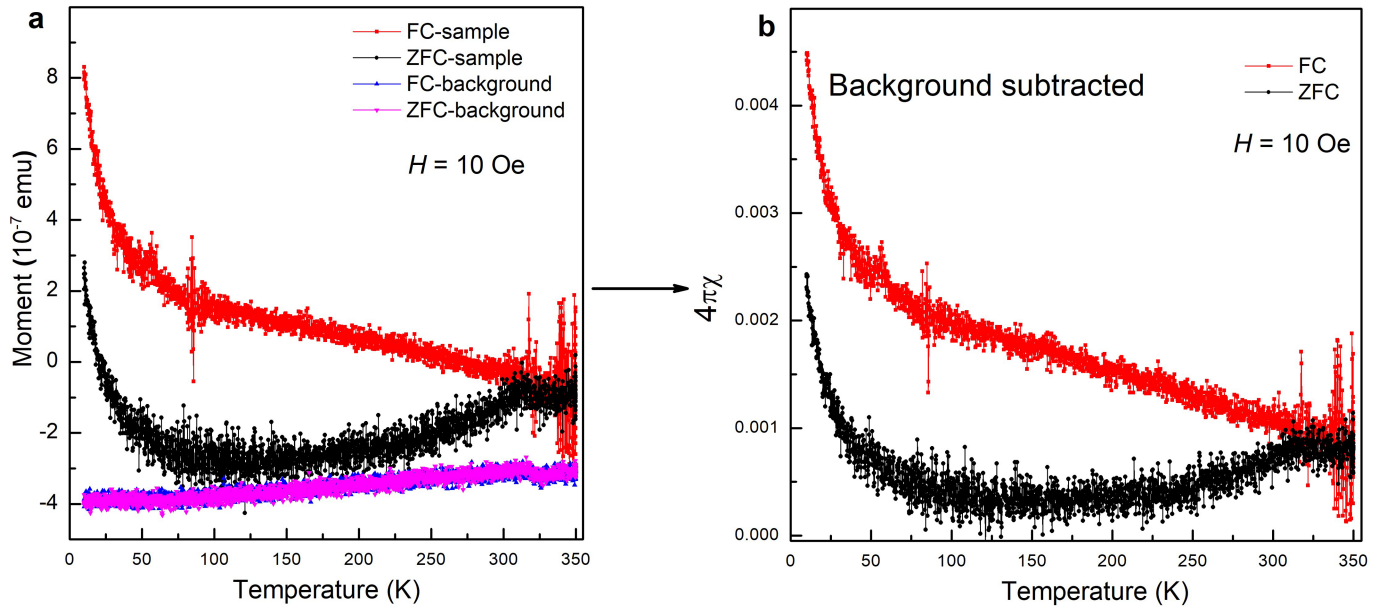 a
FC-sample
ZFC-sample
FC-background
ZFC-background
H = 10 Oe
8
6
4
2
0
-2
-4
Moment (10⁻⁷ emu)
0 50 100 150 200 250 300 350
Temperature (K)
b
FC
ZFC
Background subtracted
H = 10 Oe
0.004
0.003
0.002
0.001
0.000
4πχ
0 50 100 150 200 250 300 350
Temperature (K)